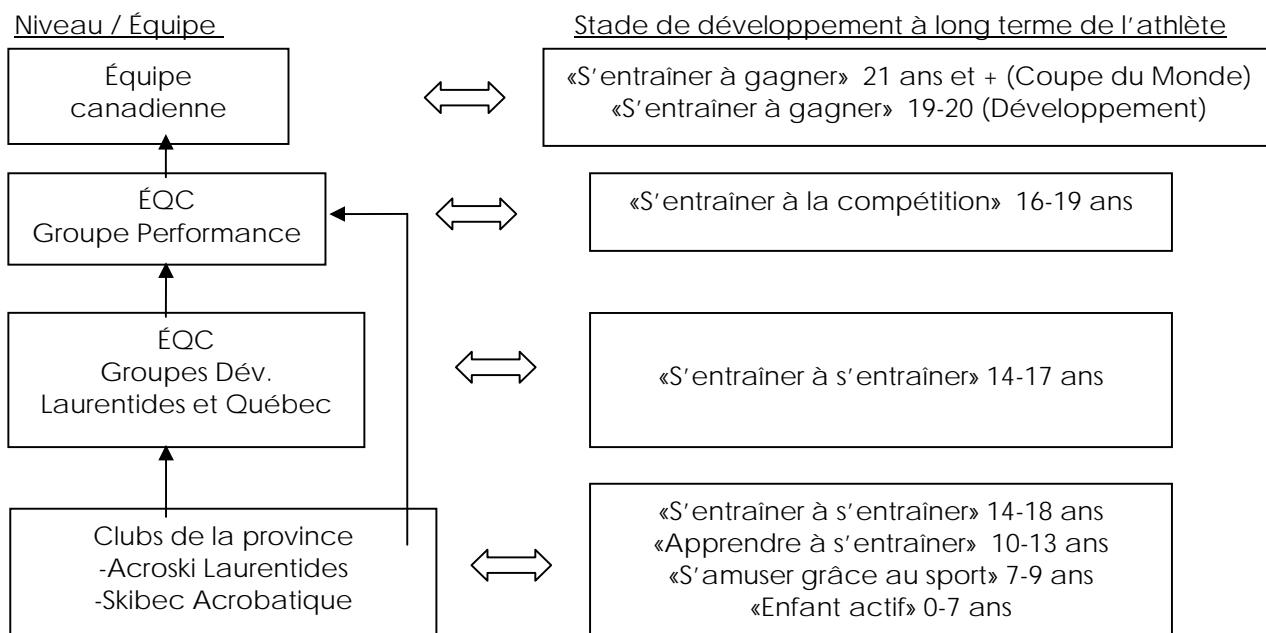 Niveau / Équipe
Stade de développement à long terme de l'athlète
Équipe
canadienne
«S'entraîner à gagner» 21 ans et + (Coupe du Monde)
«S'entraîner à gagner» 19-20 (Développement)
ÉQC
Groupe Performance
«S'entraîner à la compétition» 16-19 ans
ÉQC
Groupes Dév.
Laurentides et Québec
«S'entraîner à s'entraîner» 14-17 ans
Clubs de la province
-Acroski Laurentides
-Skibec Acrobatique
«S'entraîner à s'entraîner» 14-18 ans
«Apprendre à s'entraîner» 10-13 ans
«S'amuser grâce au sport» 7-9 ans
«Enfant actif» 0-7 ans